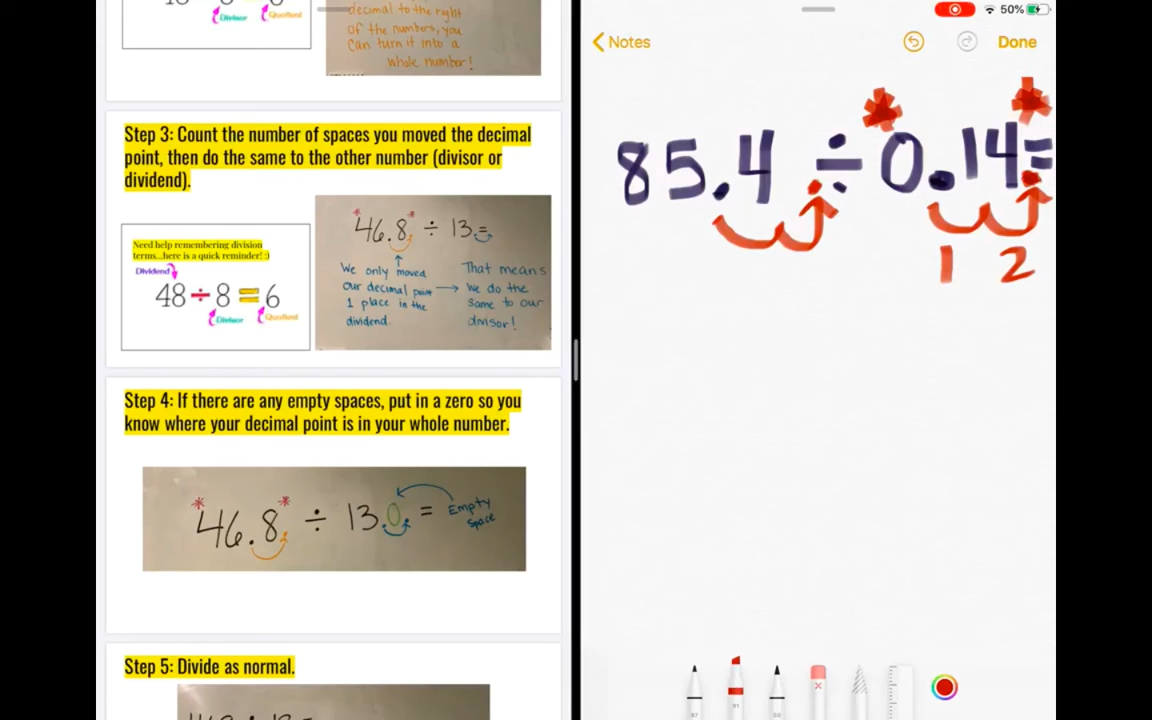 decimal to the right
of the numbers, you
can turn it into a
whole number!
Divisor
Quotient
Step 3: Count the number of spaces you moved the decimal
point, then do the same to the other number (divisor or
dividend).
Need help remembering division
terms...here is a quick reminder! :)
Dividend
48 ÷ 8 = 6
Divisor
Quotient
*46.8* ÷ 13.=
We only moved
our decimal point
1 place in the
dividend.
That means
we do the
same to our
divisor!
Step 4: If there are any empty spaces, put in a zero so you
know where your decimal point is in your whole number.
*46.8.* ÷ 13.0. =
Empty
Space
Step 5: Divide as normal.
50%
Notes
Done
85.4 ÷ *0.14*=
1 2